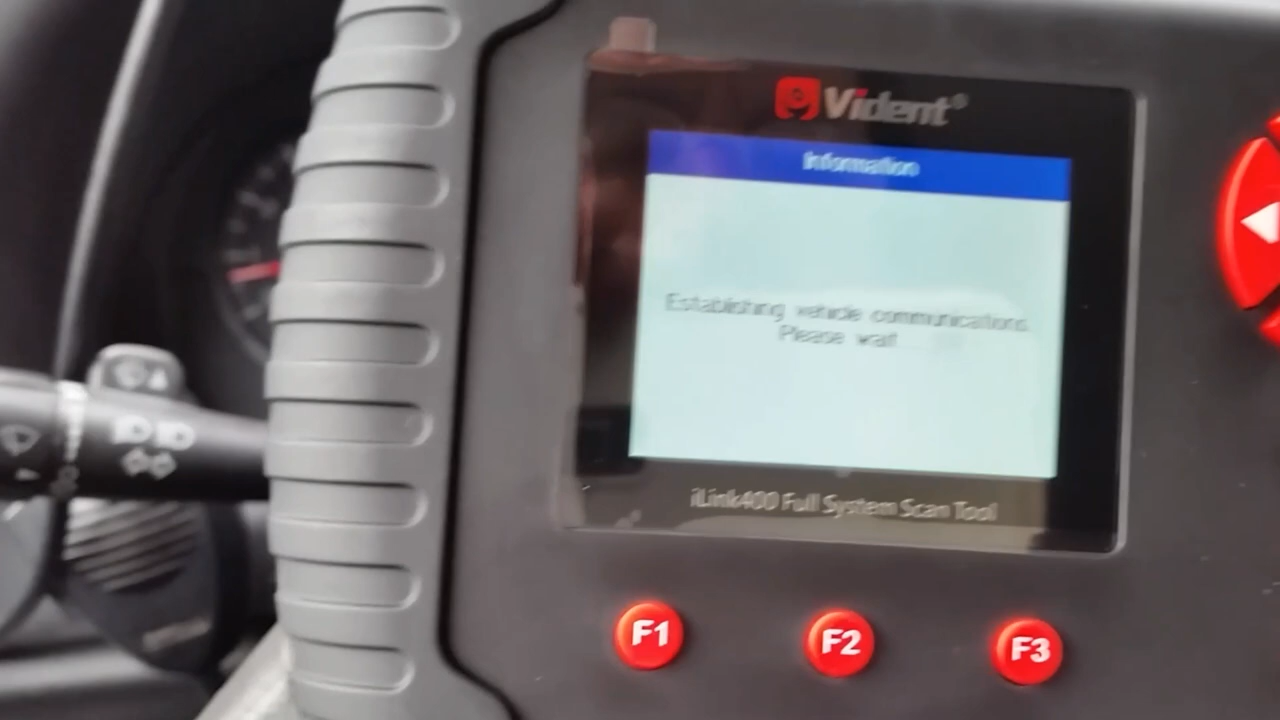 Vident®
Information
Establishing vehicle communications.
Please wait......
iLink400 Full System Scan Tool
F1
F2
F3